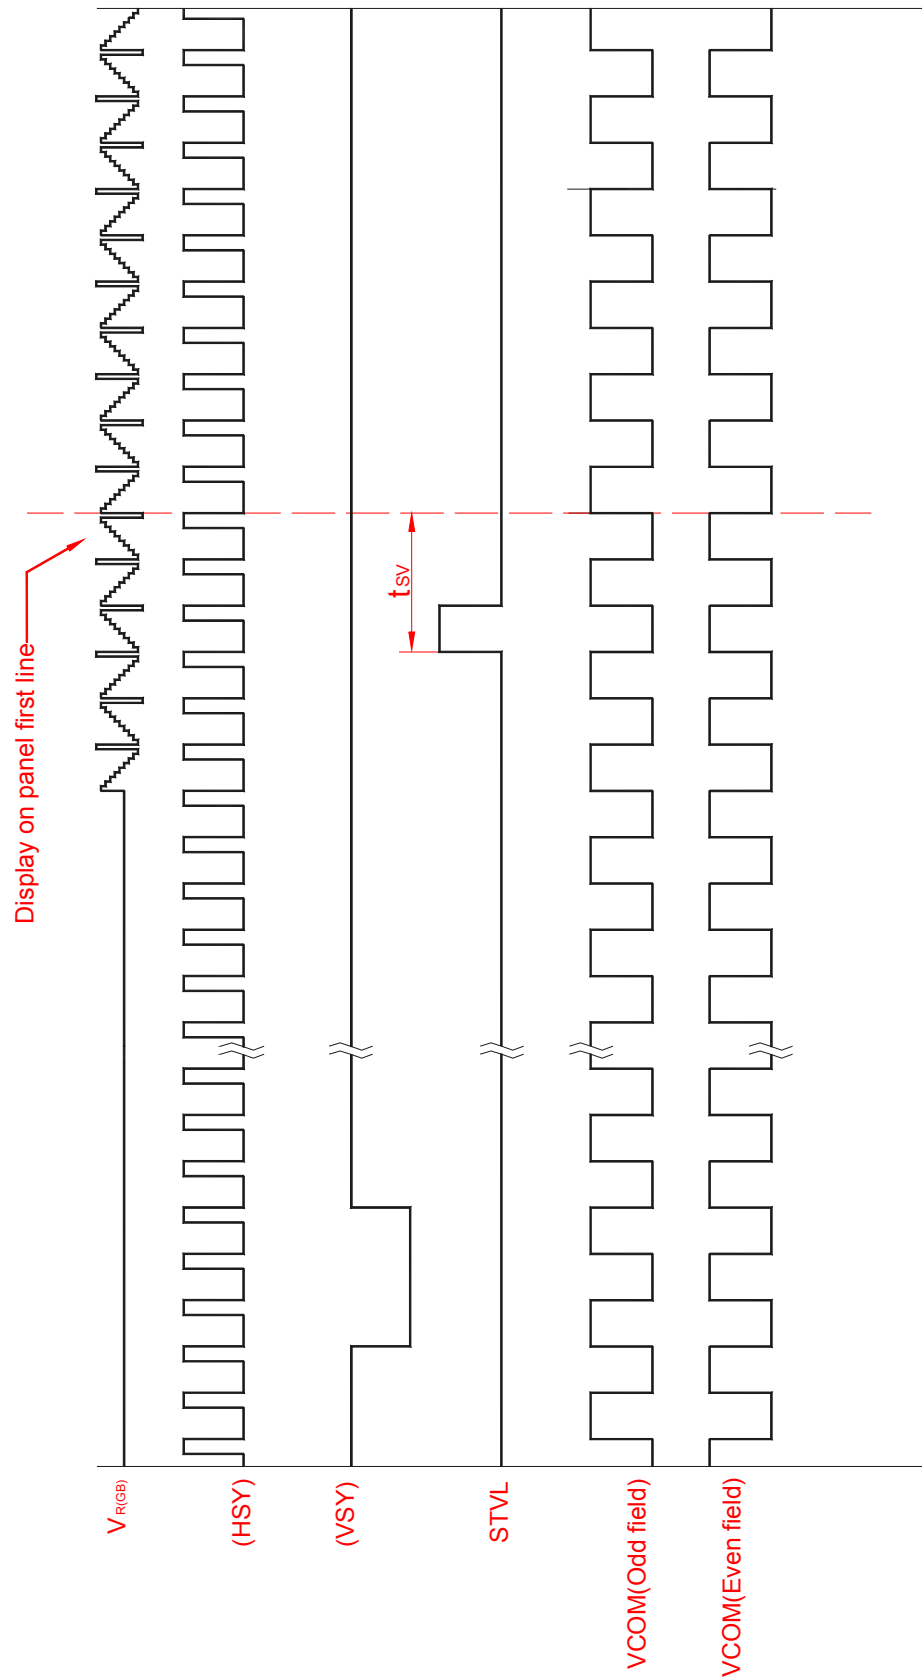 Display on panel first line
tSV
VR(GB)
(HSY)
(VSY)
STVL
VCOM(Odd field)
VCOM(Even field)